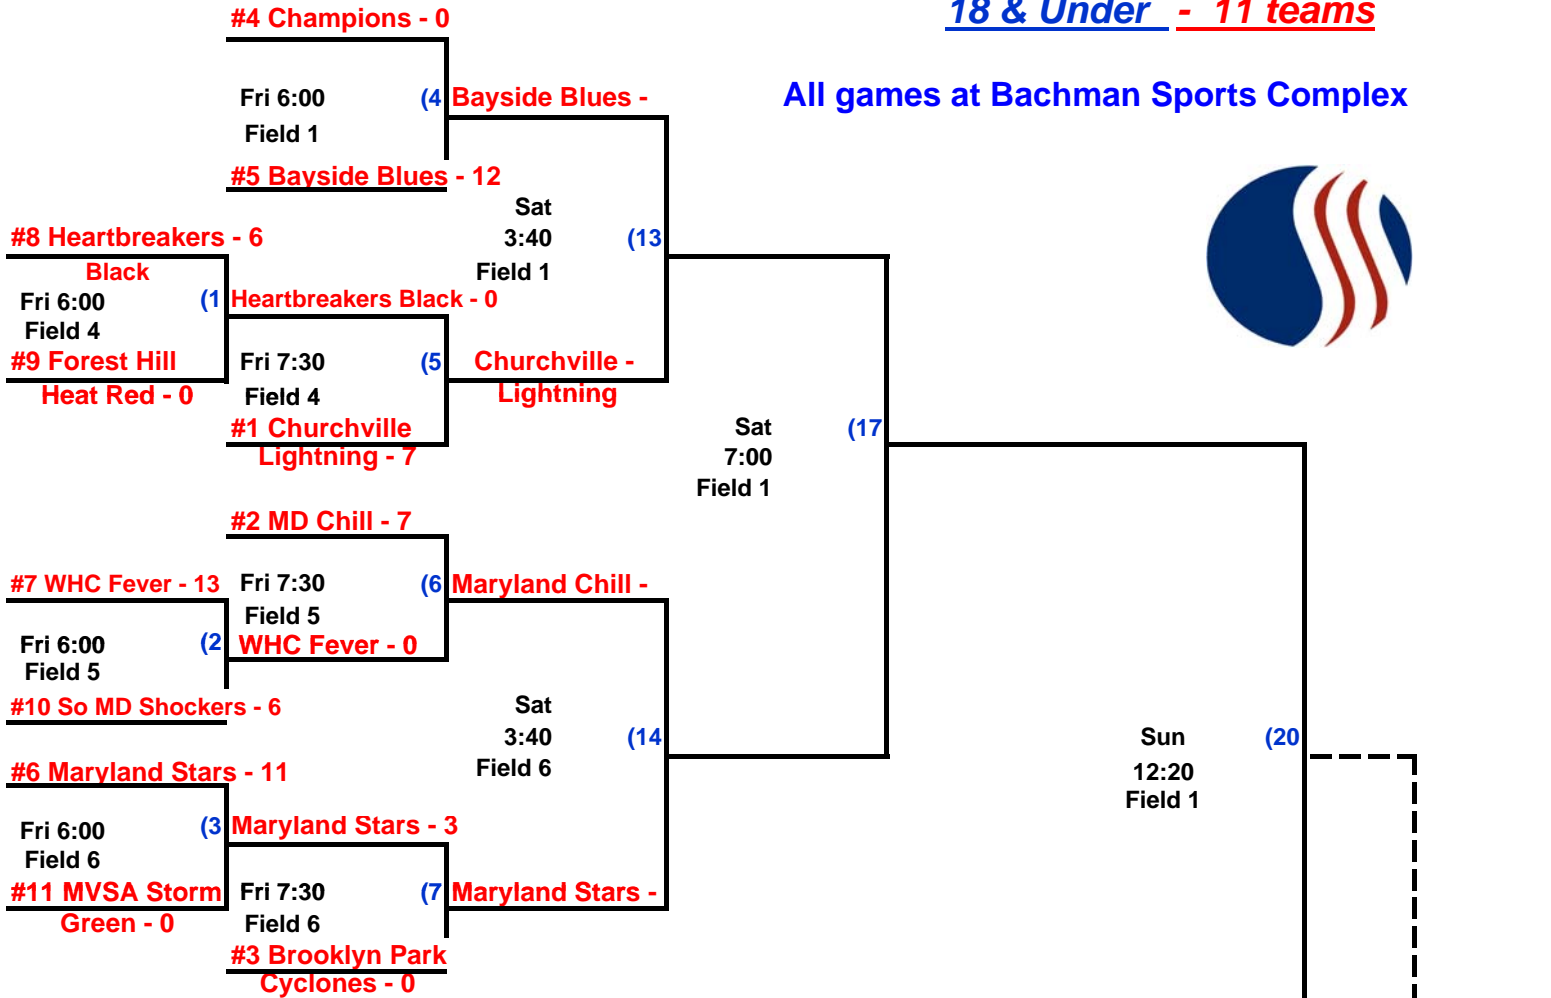 #4 Champions - 0
18 & Under - 11 teams
Fri 6:00 (4 Bayside Blues -
All games at Bachman Sports Complex
Field 1
#5 Bayside Blues - 12
Sat
#8 Heartbreakers - 6
3:40 (13
Black
Field 1
Fri 6:00 (1 Heartbreakers Black - 0
Field 4
#9 Forest Hill
Fri 7:30 (5 Churchville -
Heat Red - 0
Field 4
Lightning
#1 Churchville
Lightning - 7
Sat (17
7:00
Field 1
#2 MD Chill - 7
#7 WHC Fever - 13
Fri 7:30 (6 Maryland Chill -
Field 5
Fri 6:00 (2 WHC Fever - 0
Field 5
#10 So MD Shockers - 6
Sat
3:40 (14
Field 6
Sun (20
12:20
Field 1
#6 Maryland Stars - 11
Fri 6:00 (3 Maryland Stars - 3
Field 6
#11 MVSA Storm
Green - 0
Fri 7:30 (7 Maryland Stars -
Field 6
#3 Brooklyn Park
Cyclones - 0